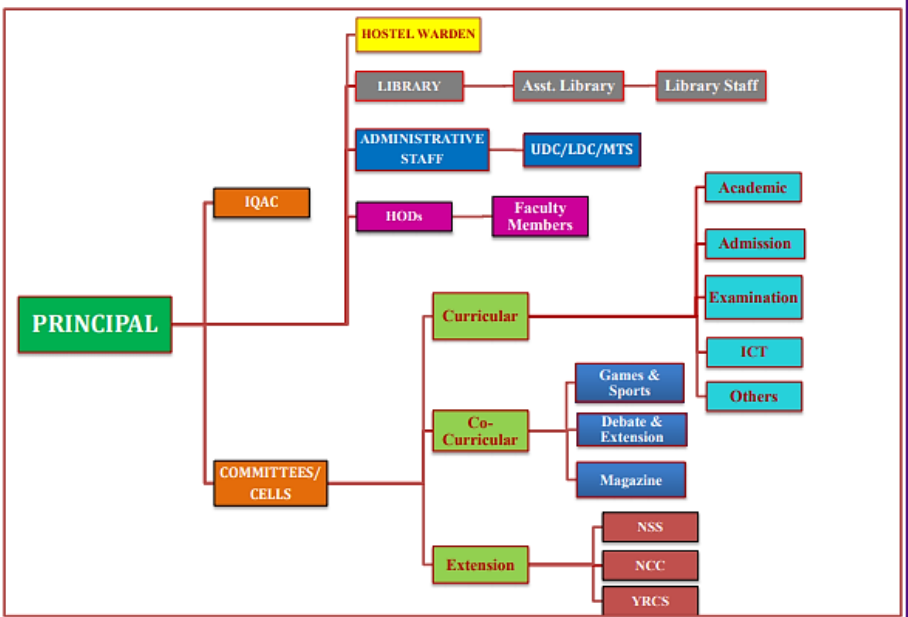 HOSTEL WARDEN
LIBRARY
Asst. Library
Library Staff
ADMINISTRATIVE
STAFF
UDC/LDC/MTS
IQAC
HODs
Faculty
Members
PRINCIPAL
COMMITTEES/
CELLS
Curricular
Academic
Admission
Examination
ICT
Others
Co-
Curricular
Games &
Sports
Debate &
Extension
Magazine
Extension
NSS
NCC
YRCS